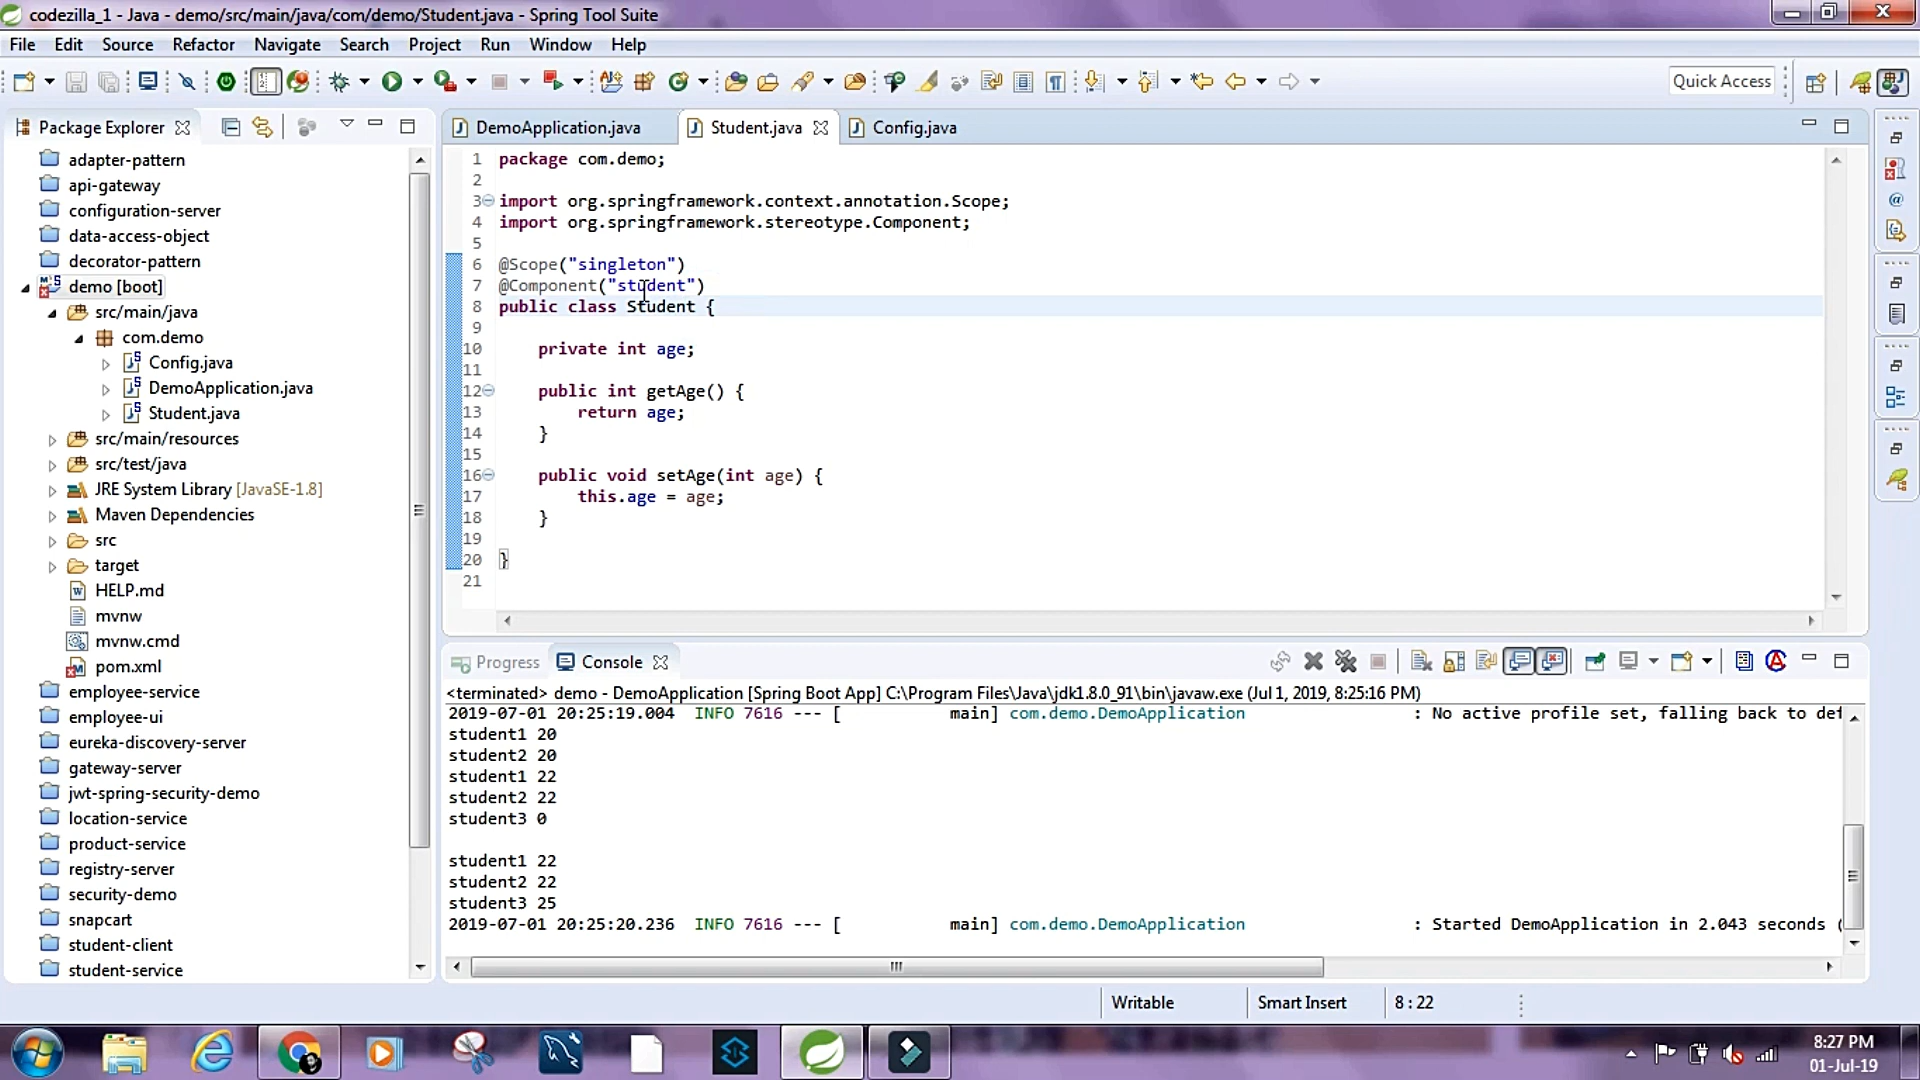 codezilla_1 - Java - demo/src/main/java/com/demo/Student.java - Spring Tool Suite
File Edit Source Refactor Navigate Search Project Run Window Help
Quick Access
Package Explorer
adapter-pattern
api-gateway
configuration-server
data-access-object
decorator-pattern
demo [boot]
src/main/java
com.demo
Config.java
DemoApplication.java
Student.java
src/main/resources
src/test/java
JRE System Library [JavaSE-1.8]
Maven Dependencies
src
target
HELP.md
mvnw
mvnw.cmd
pom.xml
employee-service
employee-ui
eureka-discovery-server
gateway-server
jwt-spring-security-demo
location-service
product-service
registry-server
security-demo
snapcart
student-client
student-service
DemoApplication.java Student.java Config.java
1 package com.demo;
2
3 import org.springframework.context.annotation.Scope;
4 import org.springframework.stereotype.Component;
5
6 @Scope("singleton")
7 @Component("student")
8 public class Student {
9
10 private int age;
11
12 public int getAge() {
13 return age;
14 }
15
16 public void setAge(int age) {
17 this.age = age;
18 }
19
20 }
21
Progress Console
<terminated> demo - DemoApplication [Spring Boot App] C:\Program Files\Java\jdk1.8.0_91\bin\javaw.exe (Jul 1, 2019, 8:25:16 PM)
2019-07-01 20:25:19.004 INFO 7616 --- [ main] com.demo.DemoApplication : No active profile set, falling back to def
student1 20
student2 20
student1 22
student2 22
student3 0
student1 22
student2 22
student3 25
2019-07-01 20:25:20.236 INFO 7616 --- [ main] com.demo.DemoApplication : Started DemoApplication in 2.043 seconds (
Writable Smart Insert 8 : 22
8:27 PM
01-Jul-19